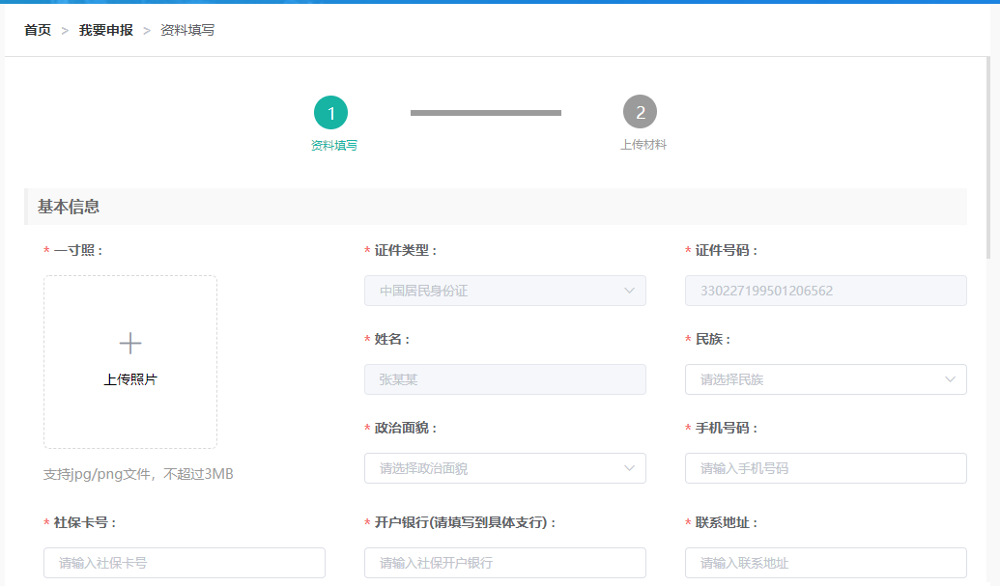 首页 > 我要申报 > 资料填写
1
2
资料填写
上传材料
基本信息
* 一寸照：
* 证件类型：
* 证件号码：
中国居民身份证
330227199501206562
上传照片
* 姓名：
* 民族：
张某某
请选择民族
* 政治面貌：
* 手机号码：
请选择政治面貌
请输入手机号码
支持jpg/png文件，不超过3MB
* 社保卡号：
* 开户银行(请填写到具体支行)：
* 联系地址：
请输入社保卡号
请输入社保开户银行
请输入联系地址